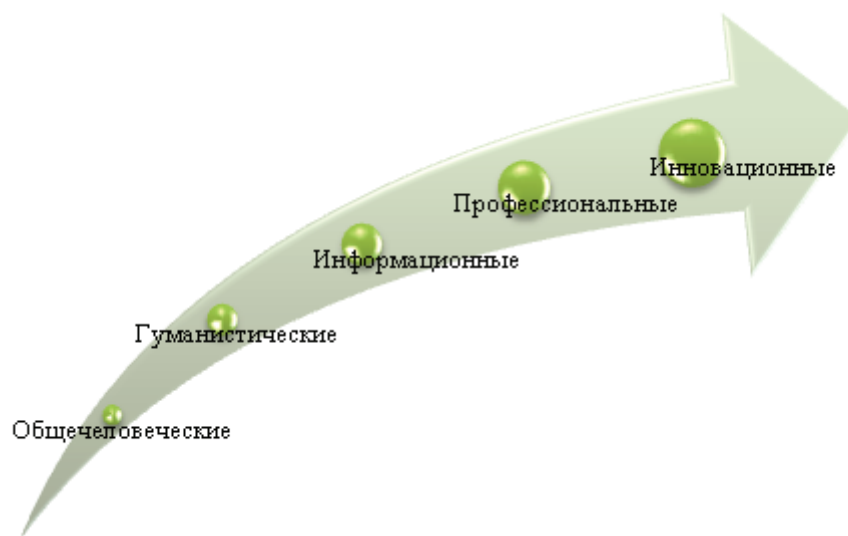 Инновационные
Профессиональные
Информационные
Гуманистические
Общечеловеческие